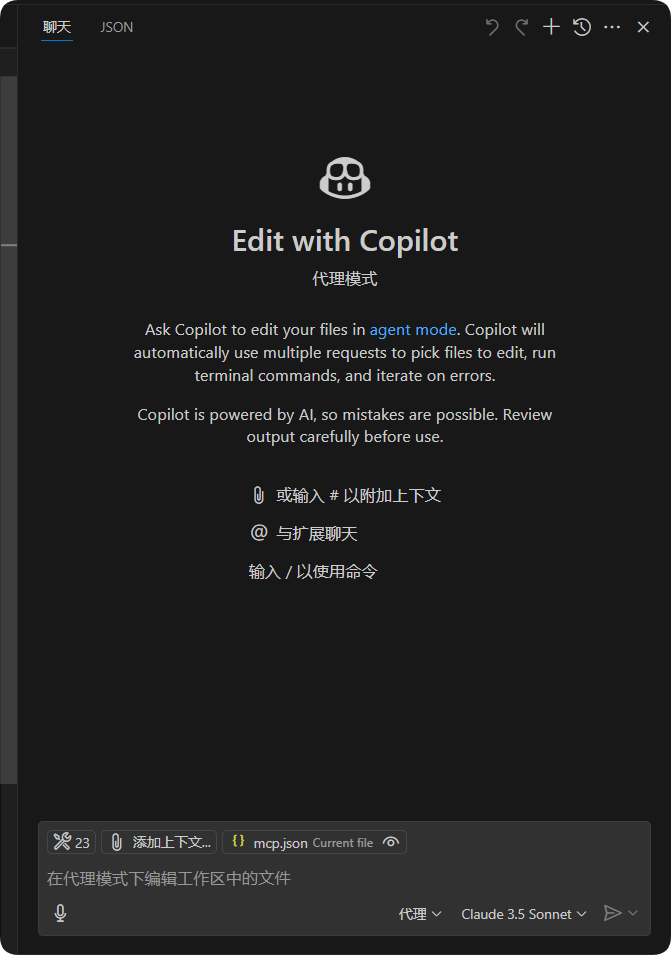 聊天 JSON
Edit with Copilot
代理模式
Ask Copilot to edit your files in agent mode. Copilot will
automatically use multiple requests to pick files to edit, run
terminal commands, and iterate on errors.
Copilot is powered by AI, so mistakes are possible. Review
output carefully before use.
或输入 # 以附加上下文
@ 与扩展聊天
输入 / 以使用命令
23 添加上下文... {} mcp.json Current file
在代理模式下编辑工作区中的文件
代理 Claude 3.5 Sonnet